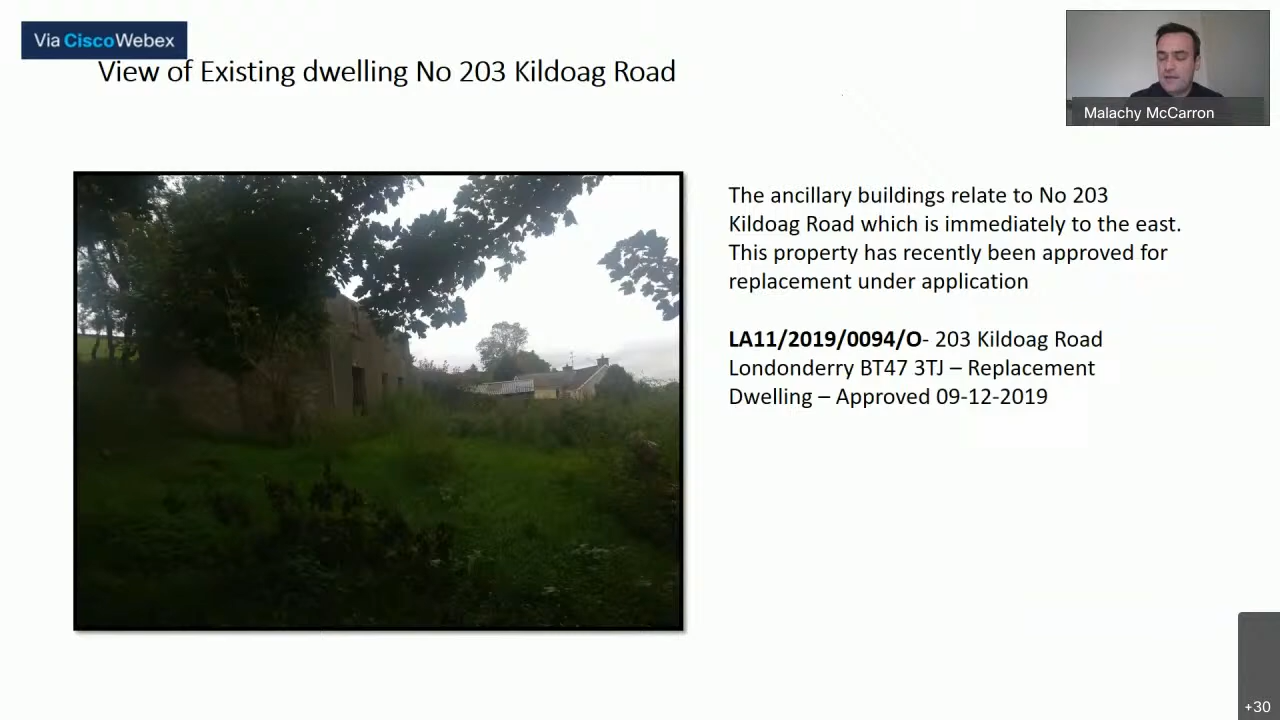 Via CiscoWebex
View of Existing dwelling No 203 Kildoag Road
Malachy McCarron
The ancillary buildings relate to No 203
Kildoag Road which is immediately to the east.
This property has recently been approved for
replacement under application
LA11/2019/0094/O- 203 Kildoag Road
Londonderry BT47 3TJ – Replacement
Dwelling – Approved 09-12-2019
+30